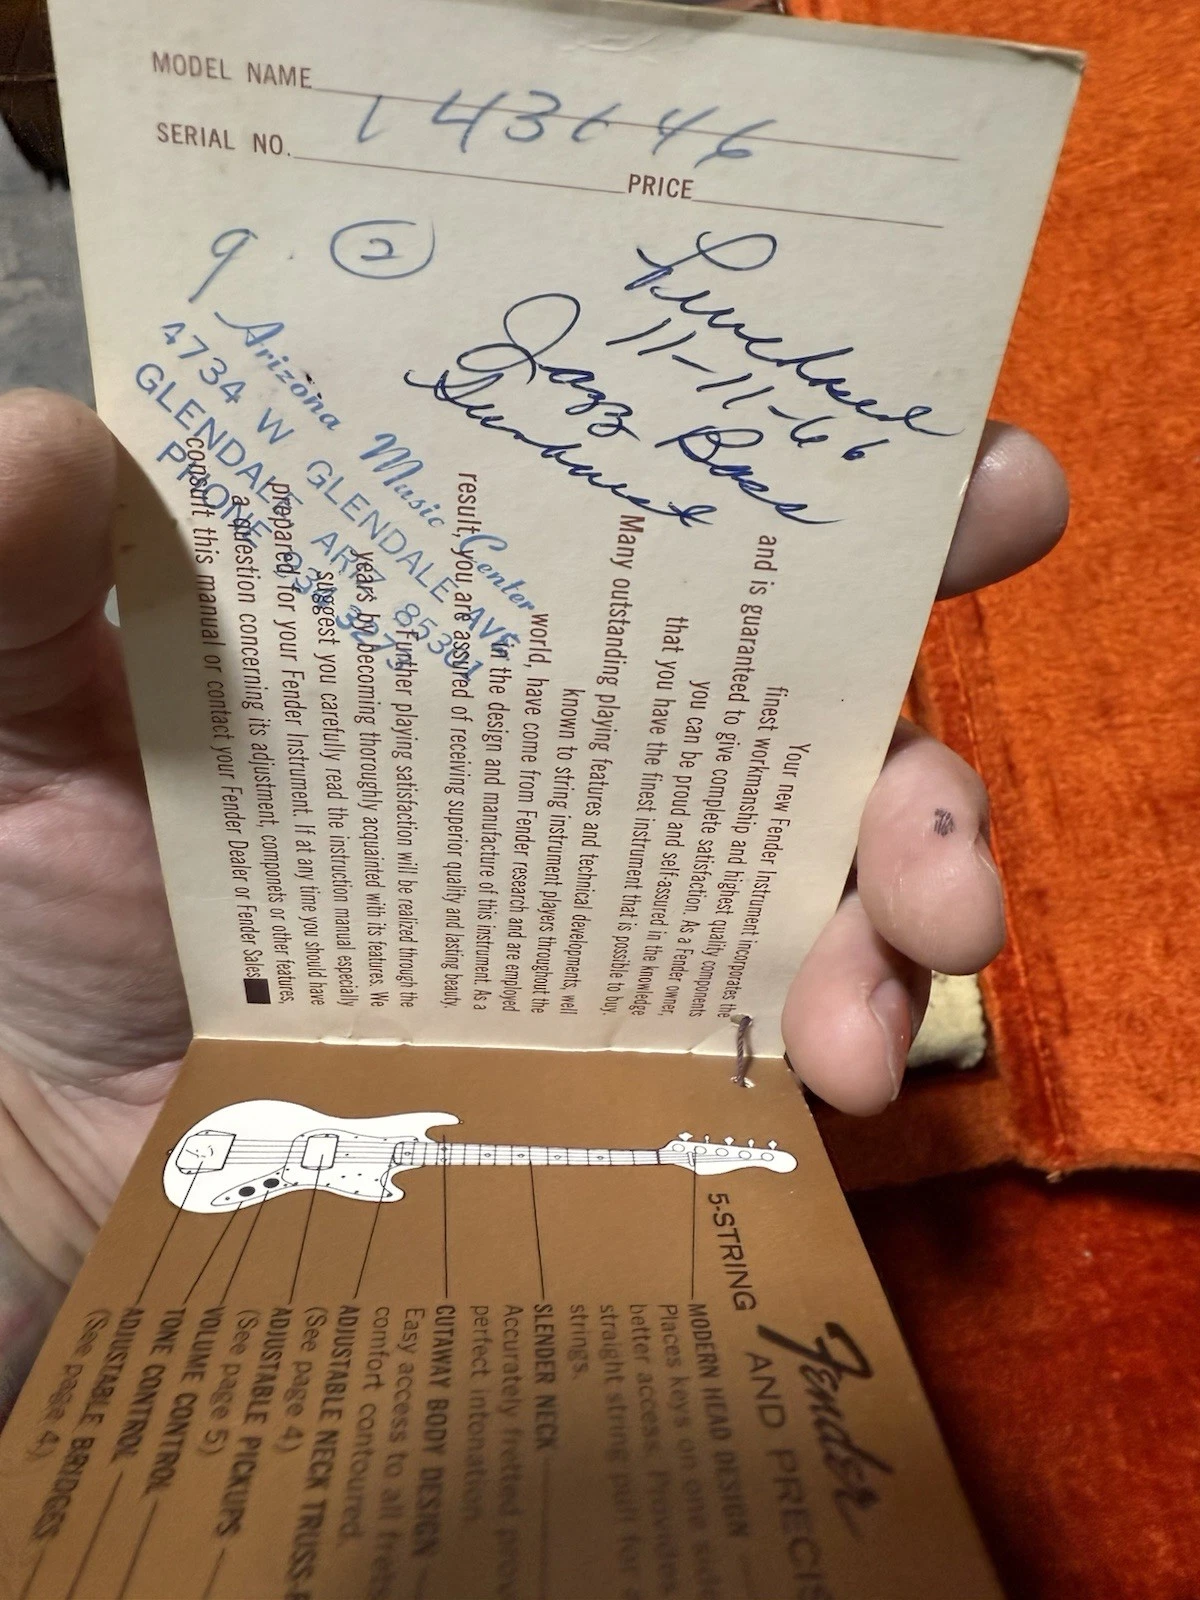 MODEL NAME
143646
SERIAL NO.
PRICE
9. 2
Purchased
11-11-66
Jazz Bass
Sunburst
Arizona Music Center
4734 W GLENDALE AVE
GLENDALE ARIZ 85301
PHONE
Your new Fender Instrument incorporates the
finest workmanship and highest quality components
and is guaranteed to give complete satisfaction. As a Fender owner,
you can be proud and self-assured in the knowledge
that you have the finest instrument that is possible to buy.
Many outstanding playing features and technical developments, well
known to string instrument players throughout the
world, have come from Fender research and are employed
in the design and manufacture of this instrument. As a
result, you are assured of receiving superior quality and lasting beauty.
Further playing satisfaction will be realized through the
years by becoming thoroughly acquainted with its features. We
suggest you carefully read the instruction manual especially
prepared for your Fender Instrument. If at any time you should have
a question concerning its adjustment, componets or other features,
consult this manual or contact your Fender Dealer or Fender Sales
Fender
5-STRING AND PRECIS
MODERN HEAD DESIGN
Places keys on one side
better access. Provides
straight string pull for
strings.
SLENDER NECK
Accurately fretted
perfect intonation.
CUTAWAY BODY DESIGN
Easy access to all frets
comfort contoured.
ADJUSTABLE NECK TRUSS-
(See page 4)
ADJUSTABLE PICKUPS
(See page 5)
VOLUME CONTROL
TONE CONTROL
ADJUSTABLE BRIDGES
(See page 4)